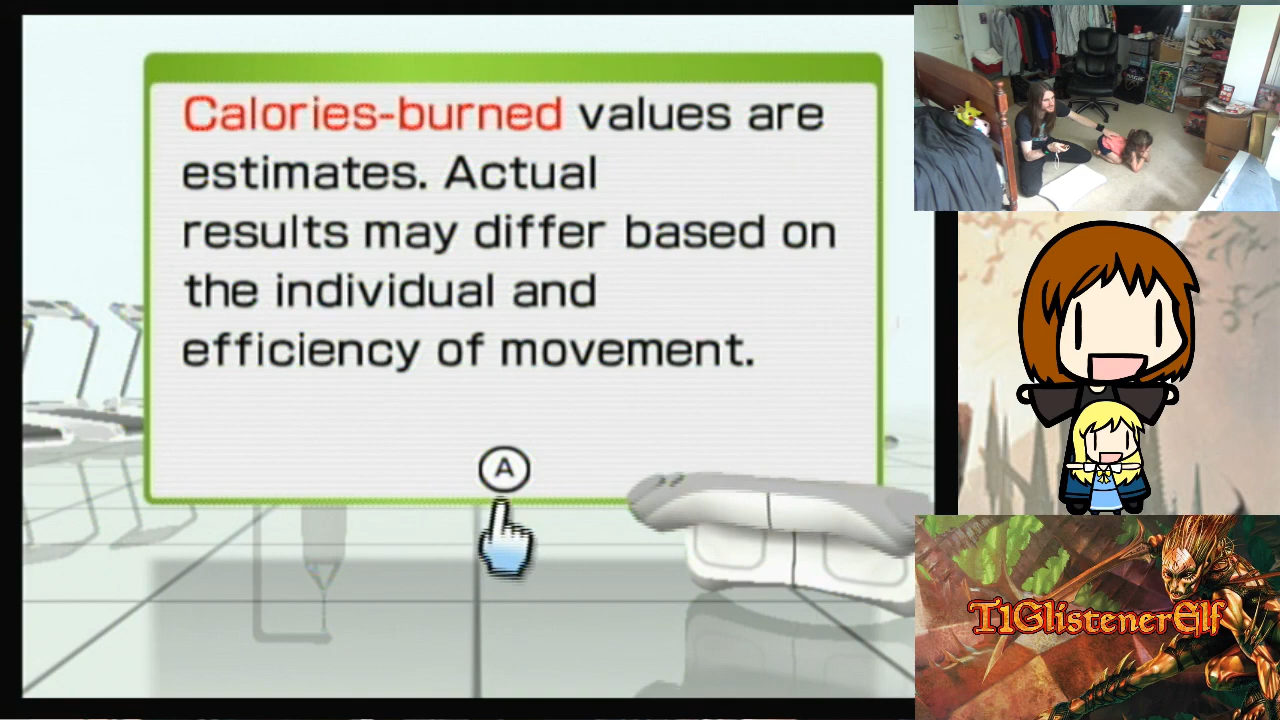 Calories-burned values are
estimates. Actual
results may differ based on
the individual and
efficiency of movement.
A
T1GlistenerElf